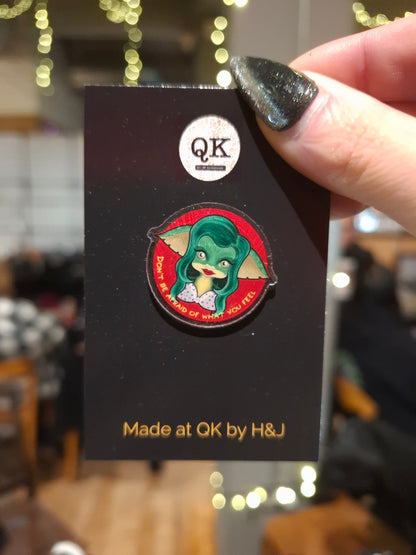 QK
DON'T BE AFRAID OF WHAT YOU FEEL
Made at QK by H&J